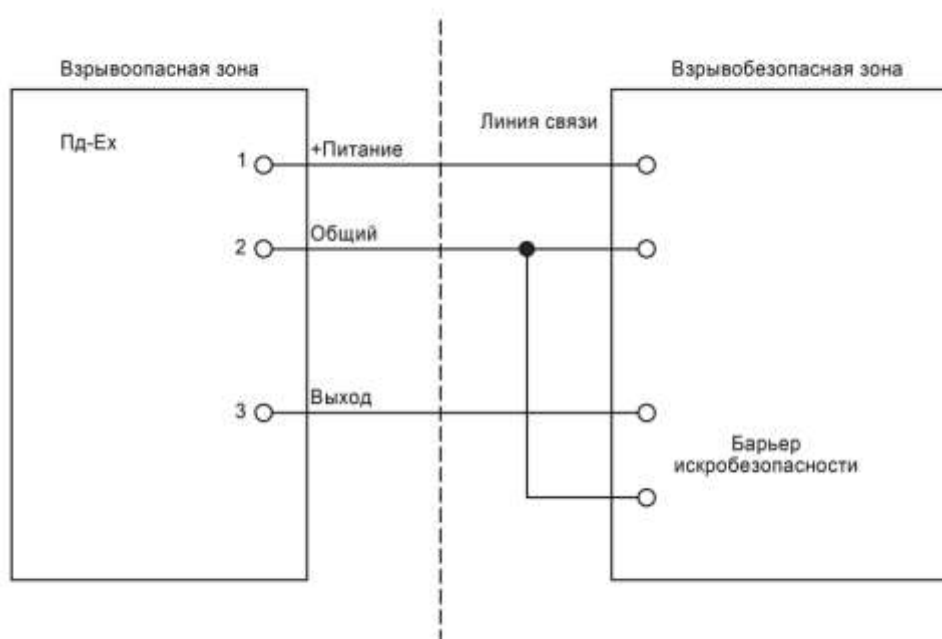 Взрывоопасная зона
Взрывобезопасная зона
Пд-Ех
Линия связи
1
+Питание
2
Общий
3
Выход
Барьер
искробезопасности